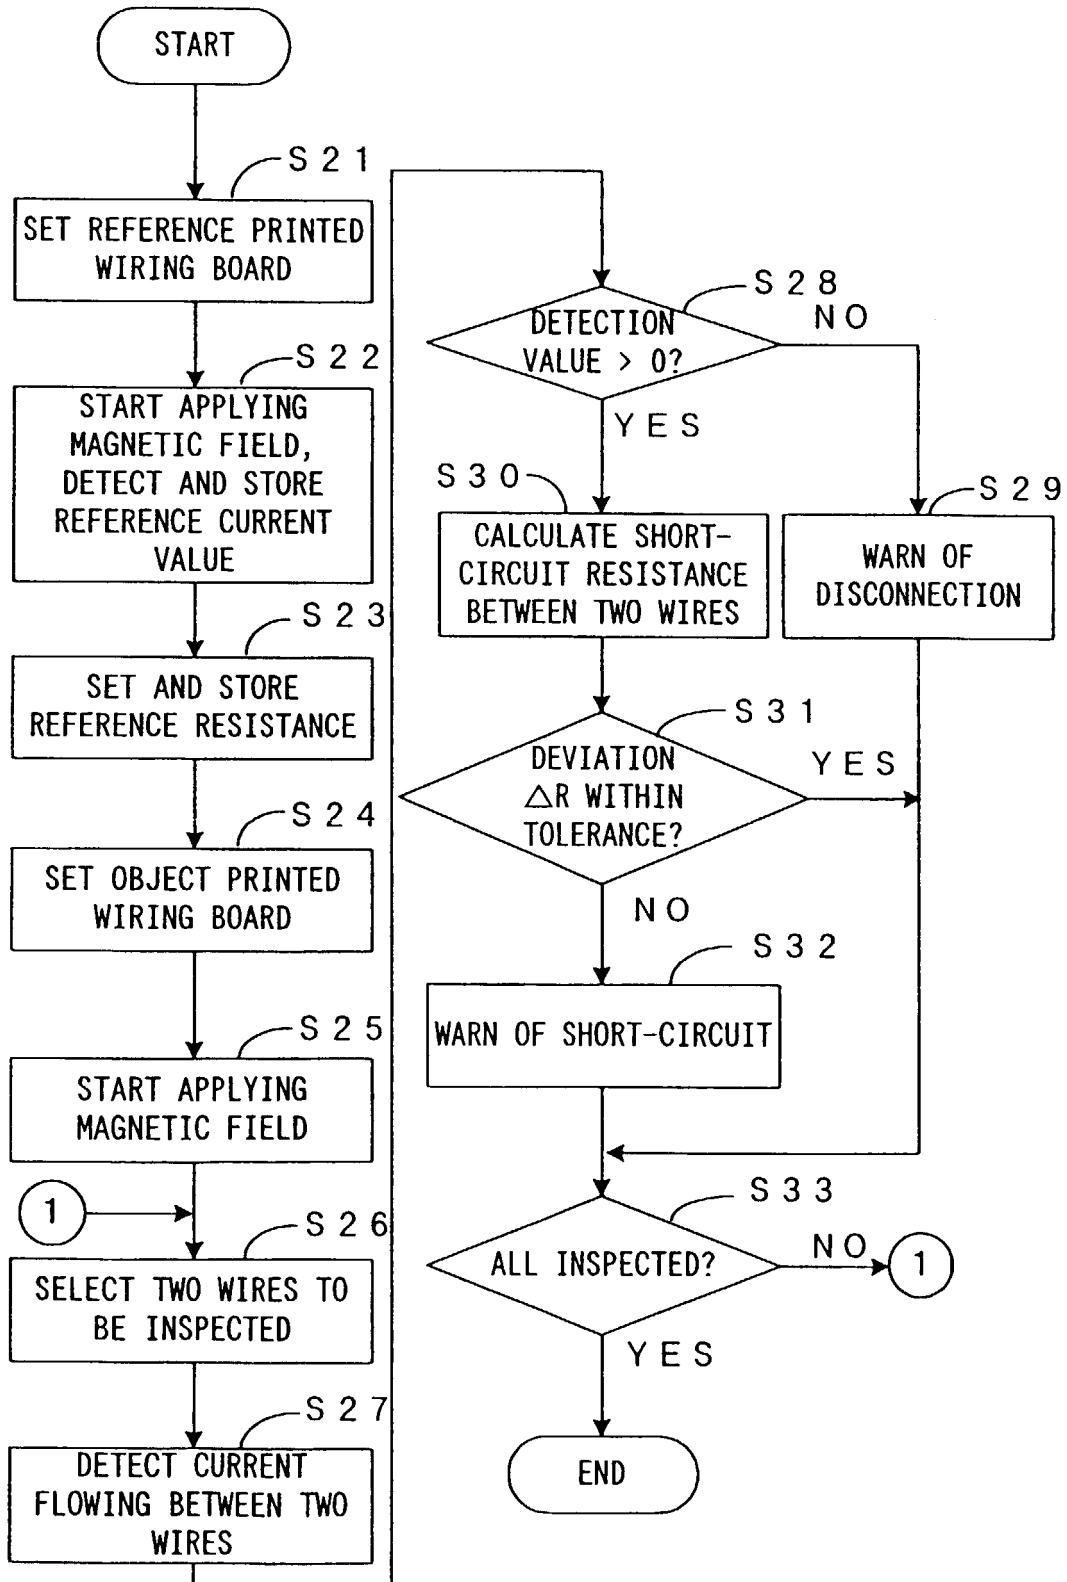 START
S21
SET REFERENCE PRINTED
WIRING BOARD
S22
START APPLYING
MAGNETIC FIELD,
DETECT AND STORE
REFERENCE CURRENT
VALUE
S23
SET AND STORE
REFERENCE RESISTANCE
S24
SET OBJECT PRINTED
WIRING BOARD
S25
START APPLYING
MAGNETIC FIELD
1
S26
SELECT TWO WIRES TO
BE INSPECTED
S27
DETECT CURRENT
FLOWING BETWEEN TWO
WIRES
S28
DETECTION
VALUE > 0?
NO
YES
S29
WARN OF
DISCONNECTION
S30
CALCULATE SHORT-
CIRCUIT RESISTANCE
BETWEEN TWO WIRES
S31
DEVIATION
△R WITHIN
TOLERANCE?
YES
NO
S32
WARN OF SHORT-CIRCUIT
S33
ALL INSPECTED?
NO
1
YES
END